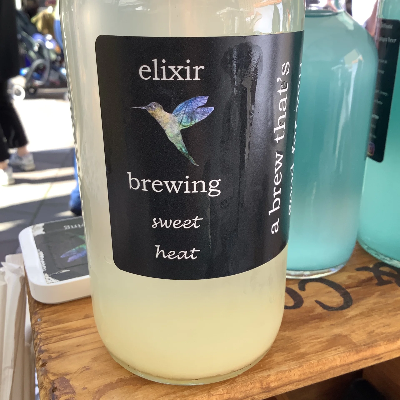 elixir
brewing
sweet
heat
a brew that's